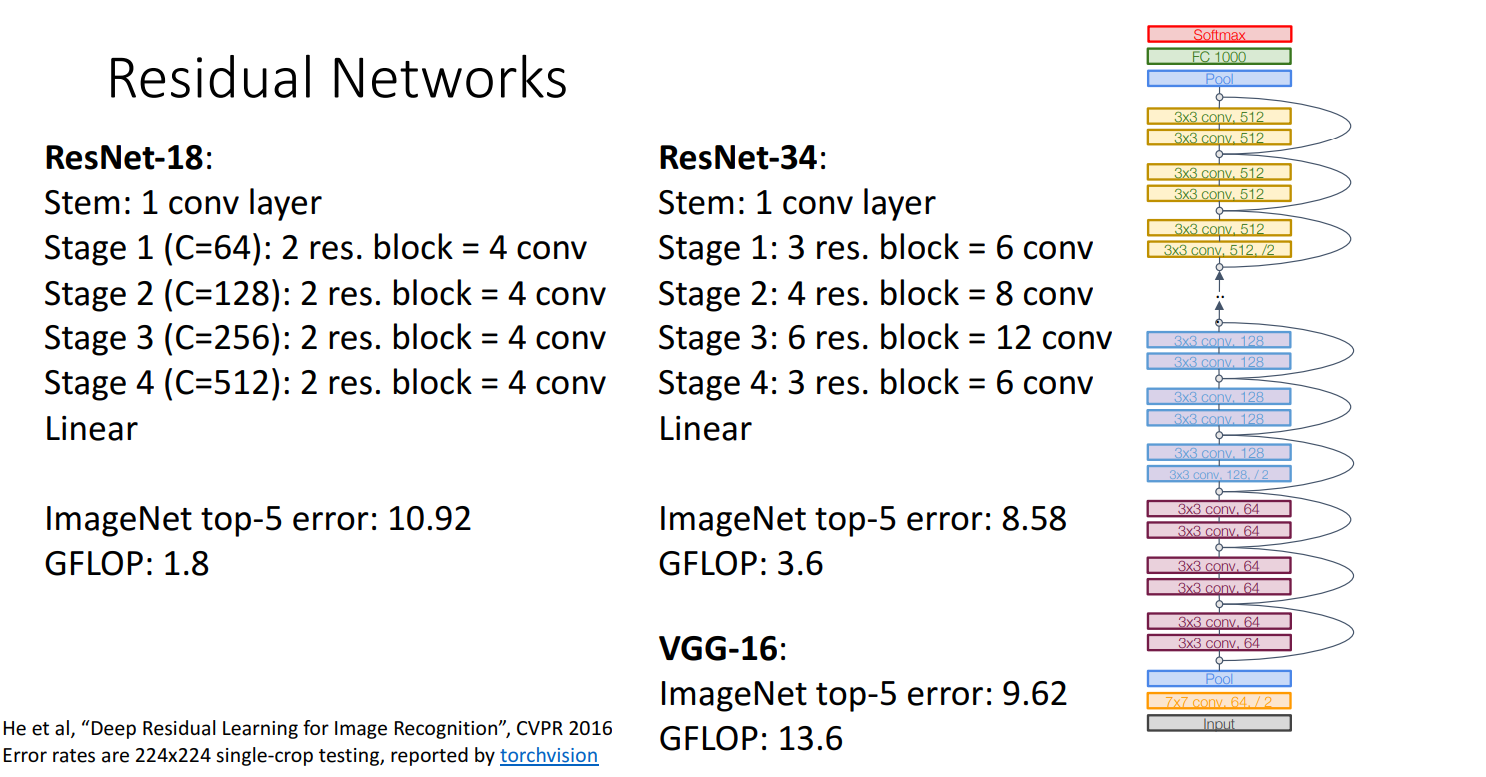 Residual Networks
ResNet-18:
Stem: 1 conv layer
Stage 1 (C=64): 2 res. block = 4 conv
Stage 2 (C=128): 2 res. block = 4 conv
Stage 3 (C=256): 2 res. block = 4 conv
Stage 4 (C=512): 2 res. block = 4 conv
Linear
ImageNet top-5 error: 10.92
GFLOP: 1.8
ResNet-34:
Stem: 1 conv layer
Stage 1: 3 res. block = 6 conv
Stage 2: 4 res. block = 8 conv
Stage 3: 6 res. block = 12 conv
Stage 4: 3 res. block = 6 conv
Linear
ImageNet top-5 error: 8.58
GFLOP: 3.6
VGG-16:
ImageNet top-5 error: 9.62
GFLOP: 13.6
He et al, “Deep Residual Learning for Image Recognition”, CVPR 2016
Error rates are 224x224 single-crop testing, reported by torchvision
Softmax
FC 1000
Pool
3x3 conv, 512
3x3 conv, 512
3x3 conv, 512
3x3 conv, 512
3x3 conv, 512
3x3 conv, 512, /2
..
3x3 conv, 128
3x3 conv, 128
3x3 conv, 128
3x3 conv, 128
3x3 conv, 128
3x3 conv, 128, / 2
3x3 conv, 64
3x3 conv, 64
3x3 conv, 64
3x3 conv, 64
3x3 conv, 64
3x3 conv, 64
Pool
7x7 conv, 64, / 2
Input